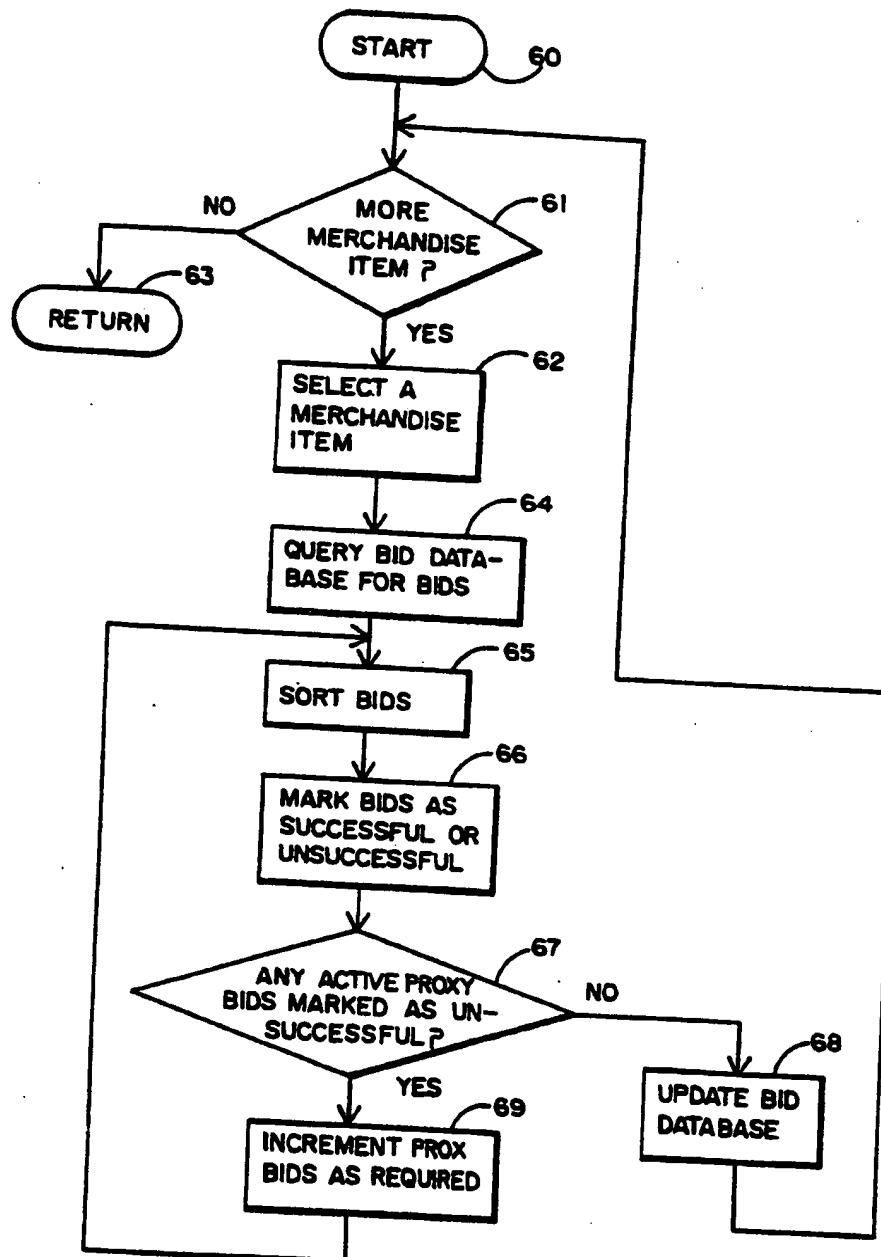 START
60
MORE
MERCHANDISE
ITEM ?
61
NO
63
RETURN
YES
62
SELECT A
MERCHANDISE
ITEM
64
QUERY BID DATA-
BASE FOR BIDS
65
SORT BIDS
66
MARK BIDS AS
SUCCESSFUL OR
UNSUCCESSFUL
67
ANY ACTIVE PROXY
BIDS MARKED AS UN-
SUCCESSFUL?
NO
68
UPDATE BID
DATABASE
YES
69
INCREMENT PROX
BIDS AS REQUIRED